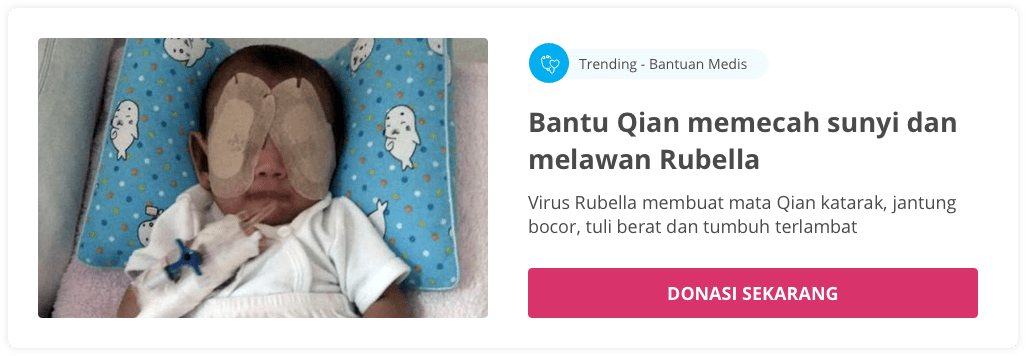 Trending - Bantuan Medis
Bantu Qian memecah sunyi dan
melawan Rubella
Virus Rubella membuat mata Qian katarak, jantung
bocor, tuli berat dan tumbuh terlambat
DONASI SEKARANG